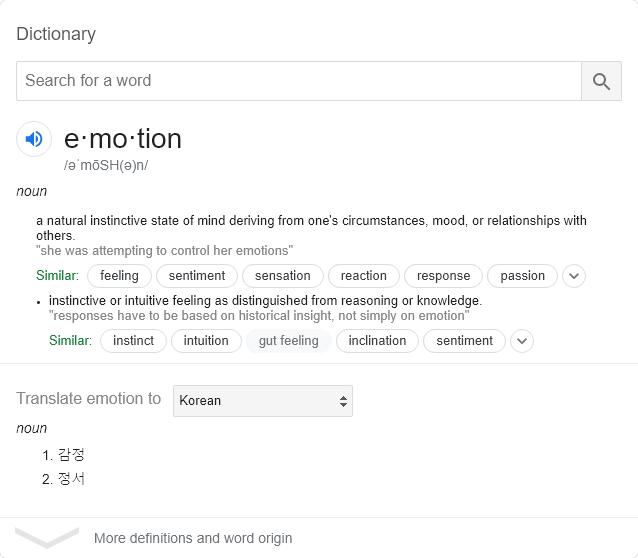 Dictionary
Search for a word
e·mo·tion
/əˈmōSH(ə)n/
noun
a natural instinctive state of mind deriving from one's circumstances, mood, or relationships with
others.
"she was attempting to control her emotions"
Similar: feeling sentiment sensation reaction response passion
• instinctive or intuitive feeling as distinguished from reasoning or knowledge.
"responses have to be based on historical insight, not simply on emotion"
Similar: instinct intuition gut feeling inclination sentiment
Translate emotion to Korean
noun
1. 감정
2. 정서
More definitions and word origin